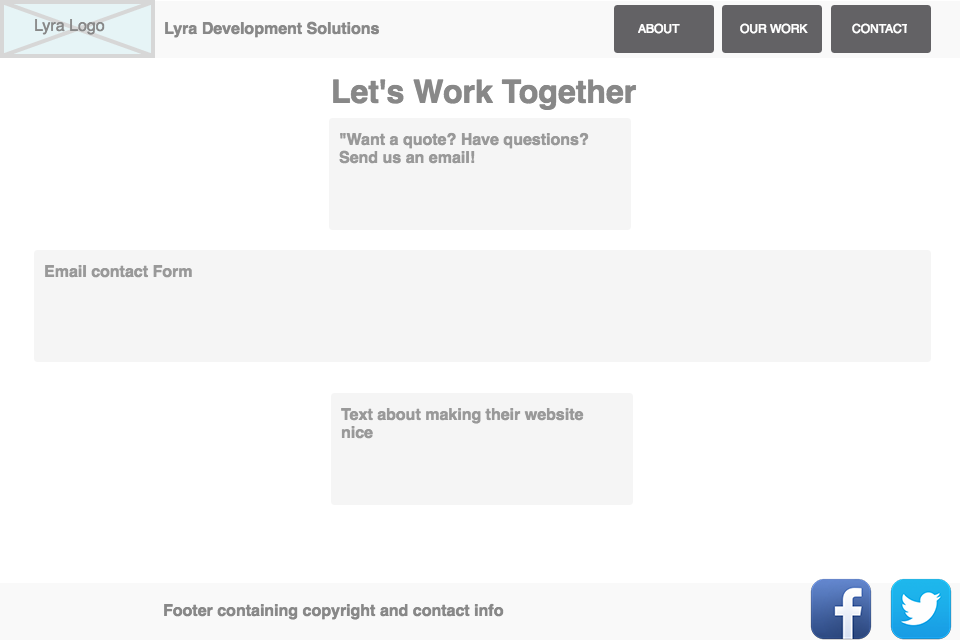 Lyra Logo
Lyra Development Solutions
ABOUT
OUR WORK
CONTACT
Let's Work Together
"Want a quote? Have questions?
Send us an email!
Email contact Form
Text about making their website
nice
Footer containing copyright and contact info